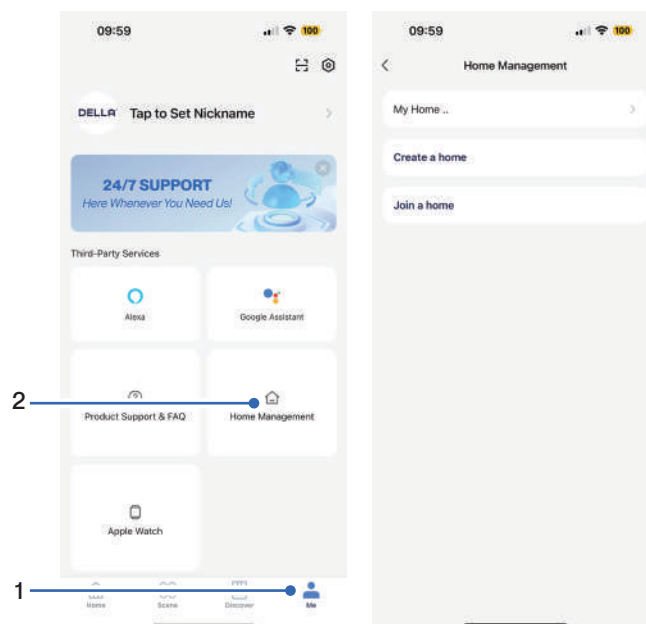 09:59
100
DELLA
Tap to Set Nickname
24/7 SUPPORT
Here Whenever You Need Us!
Third-Party Services
Alexa
Google Assistant
2
Product Support & FAQ
Home Management
Apple Watch
1
Home
Scene
Discover
Me
09:59
100
Home Management
My Home ..
Create a home
Join a home